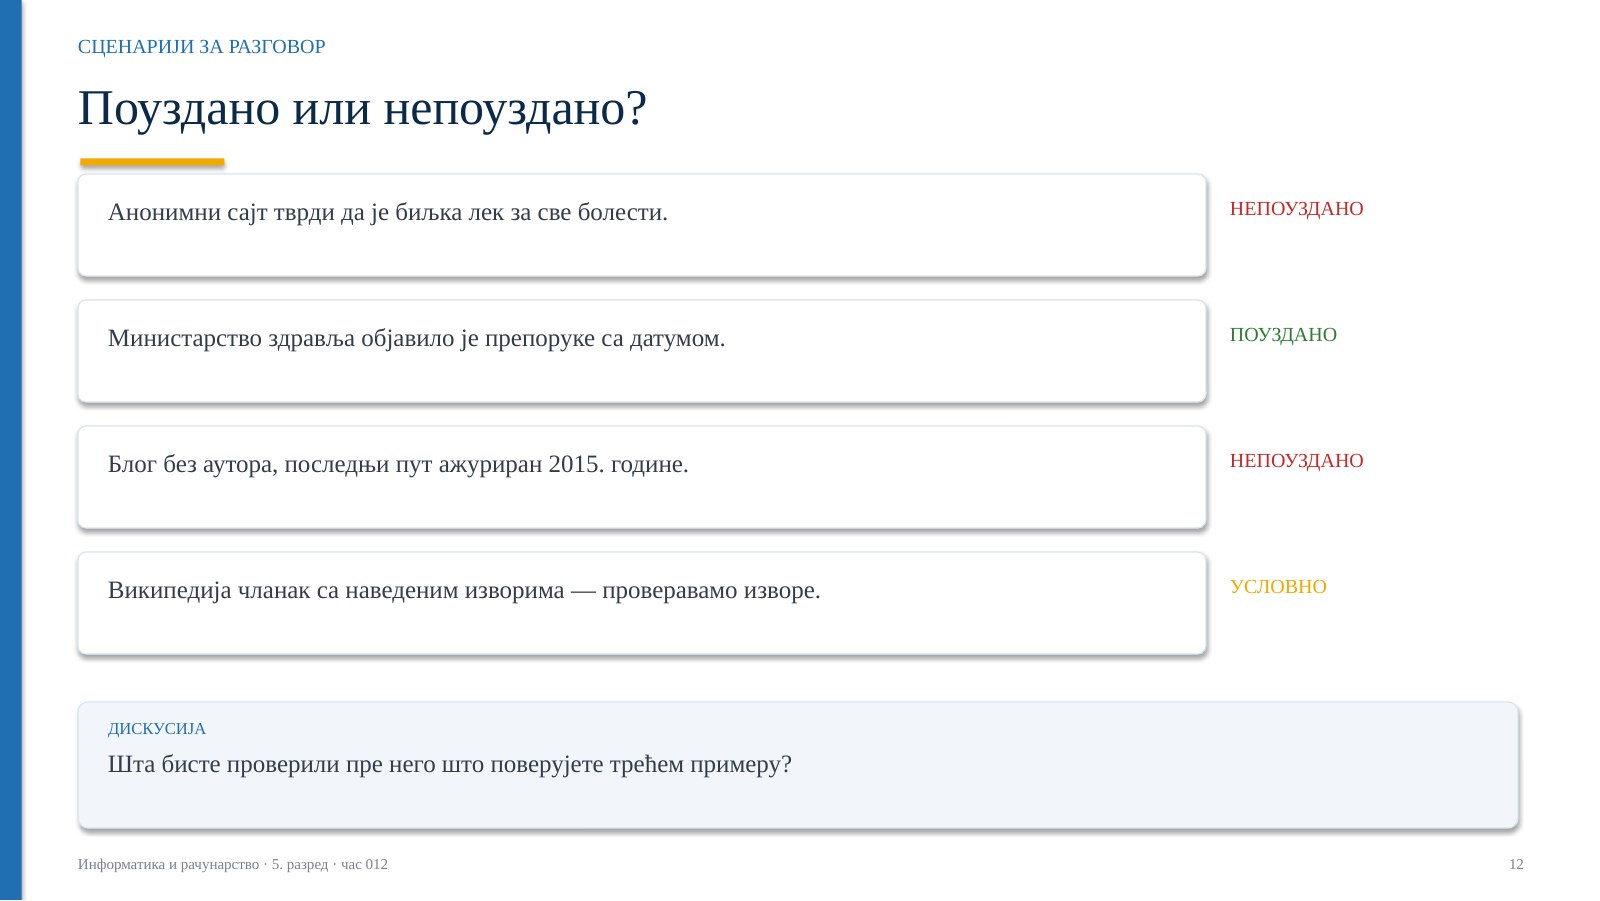 СЦЕНАРИЈИ ЗА РАЗГОВОР
Поуздано или непоуздано?
Анонимни сајт тврди да је биљка лек за све болести.
НЕПОУЗДАНО
Министарство здравља објавило је препоруке са датумом.
ПОУЗДАНО
Блог без аутора, последњи пут ажуриран 2015. године.
НЕПОУЗДАНО
Википедија чланак са наведеним изворима — проверавамо изворе.
УСЛОВНО
ДИСКУСИЈА
Шта бисте проверили пре него што поверујете трећем примеру?
Информатика и рачунарство · 5. разред · час 012
12